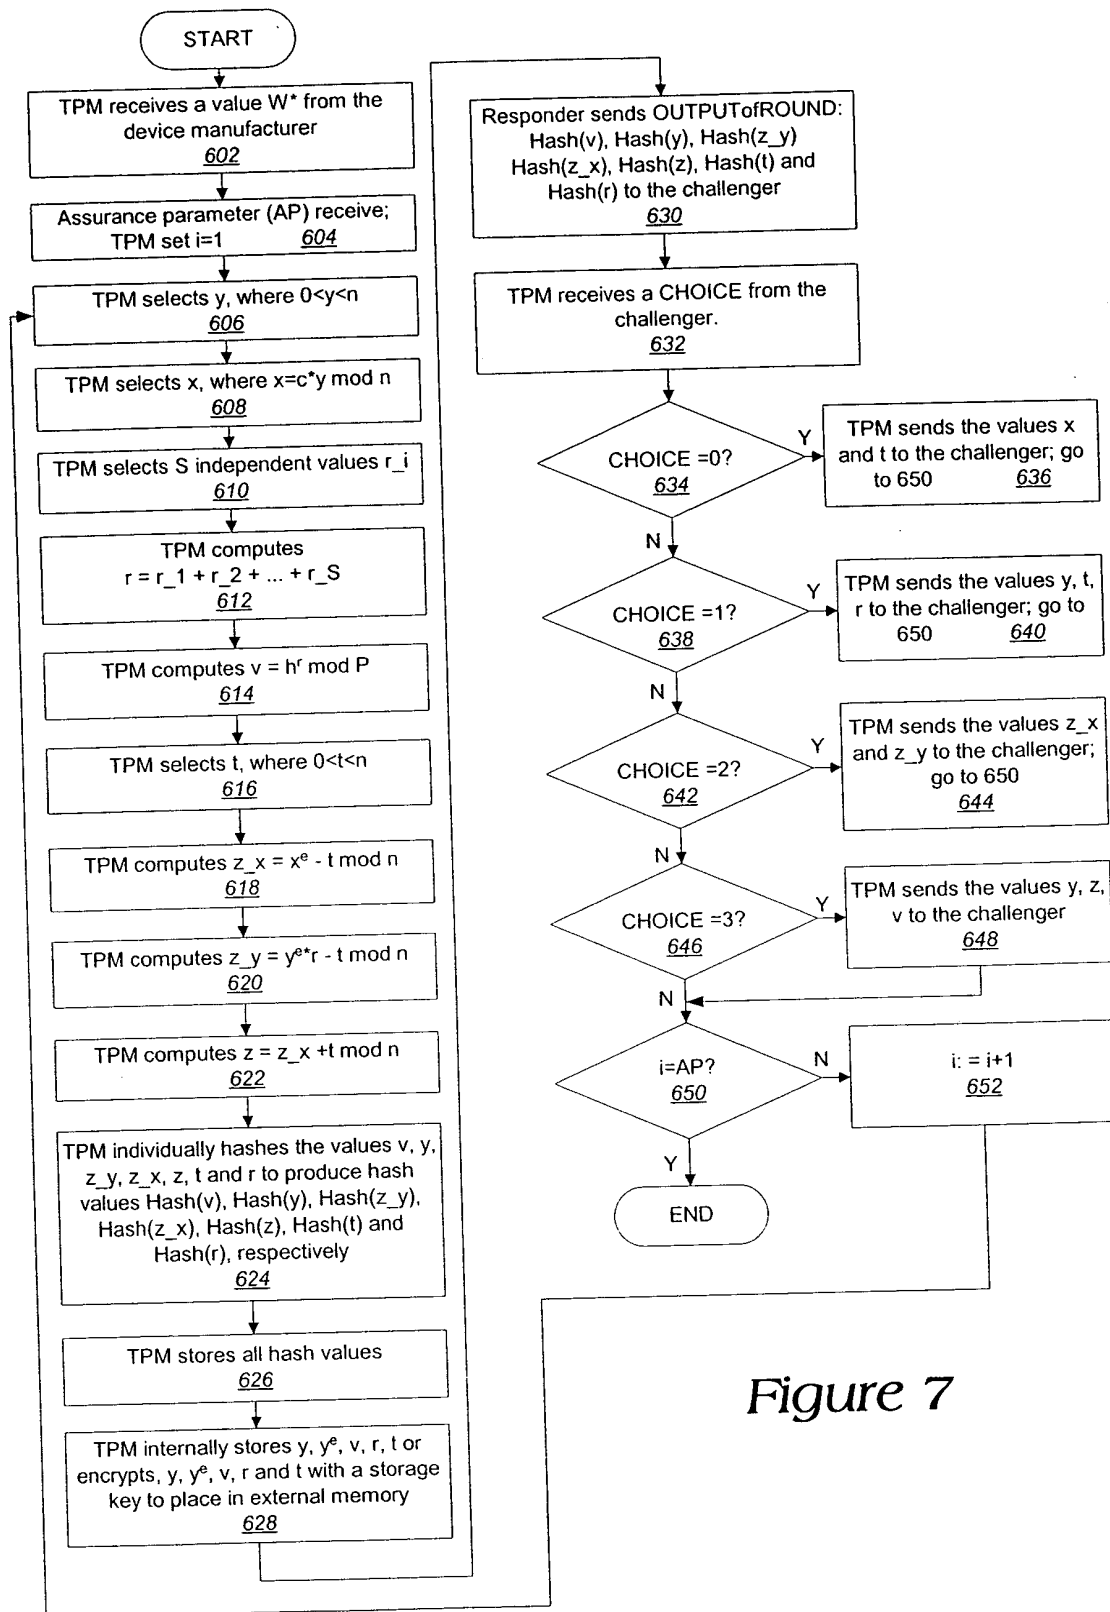 START
TPM receives a value W* from the
device manufacturer
602
Assurance parameter (AP) receive;
TPM set i=1 604
TPM selects y, where 0<y<n
606
TPM selects x, where x=c*y mod n
608
TPM selects S independent values r_i
610
TPM computes
r = r_1 + r_2 + ... + r_S
612
TPM computes v = hʳ mod P
614
TPM selects t, where 0<t<n
616
TPM computes z_x = xᵉ - t mod n
618
TPM computes z_y = yᵉ*r - t mod n
620
TPM computes z = z_x +t mod n
622
TPM individually hashes the values v, y,
z_y, z_x, z, t and r to produce hash
values Hash(v), Hash(y), Hash(z_y),
Hash(z_x), Hash(z), Hash(t) and
Hash(r), respectively
624
TPM stores all hash values
626
TPM internally stores y, yᵉ, v, r, t or
encrypts, y, yᵉ, v, r and t with a storage
key to place in external memory
628
Responder sends OUTPUTofROUND:
Hash(v), Hash(y), Hash(z_y)
Hash(z_x), Hash(z), Hash(t) and
Hash(r) to the challenger
630
TPM receives a CHOICE from the
challenger.
632
CHOICE =0?
634
Y
TPM sends the values x
and t to the challenger; go
to 650 636
N
CHOICE =1?
638
Y
TPM sends the values y, t,
r to the challenger; go to
650 640
N
CHOICE =2?
642
Y
TPM sends the values z_x
and z_y to the challenger;
go to 650
644
N
CHOICE =3?
646
Y
TPM sends the values y, z,
v to the challenger
648
N
i=AP?
650
N
i: = i+1
652
Y
END
Figure 7